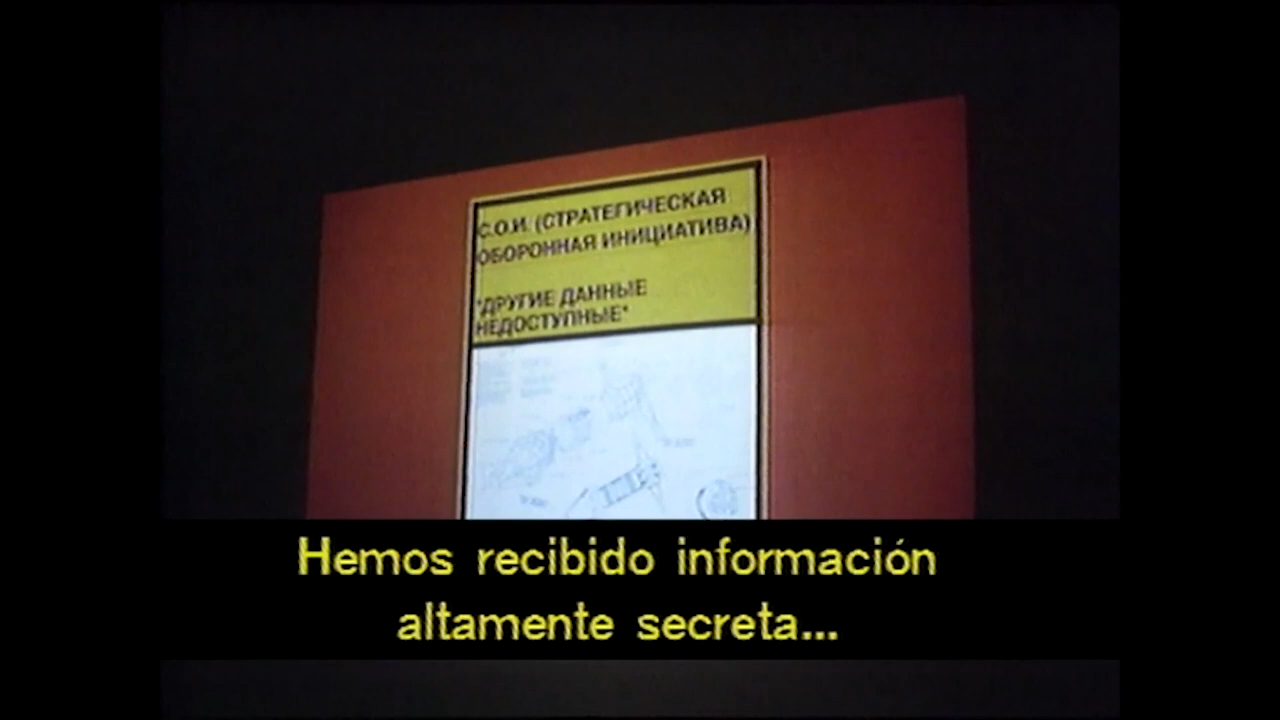 С.О.И. (СТРАТЕГИЧЕСКАЯ
ОБОРОННАЯ ИНИЦИАТИВА)
"ДРУГИЕ ДАННЫЕ
НЕДОСТУПНЫЕ"
Hemos recibido información
altamente secreta...